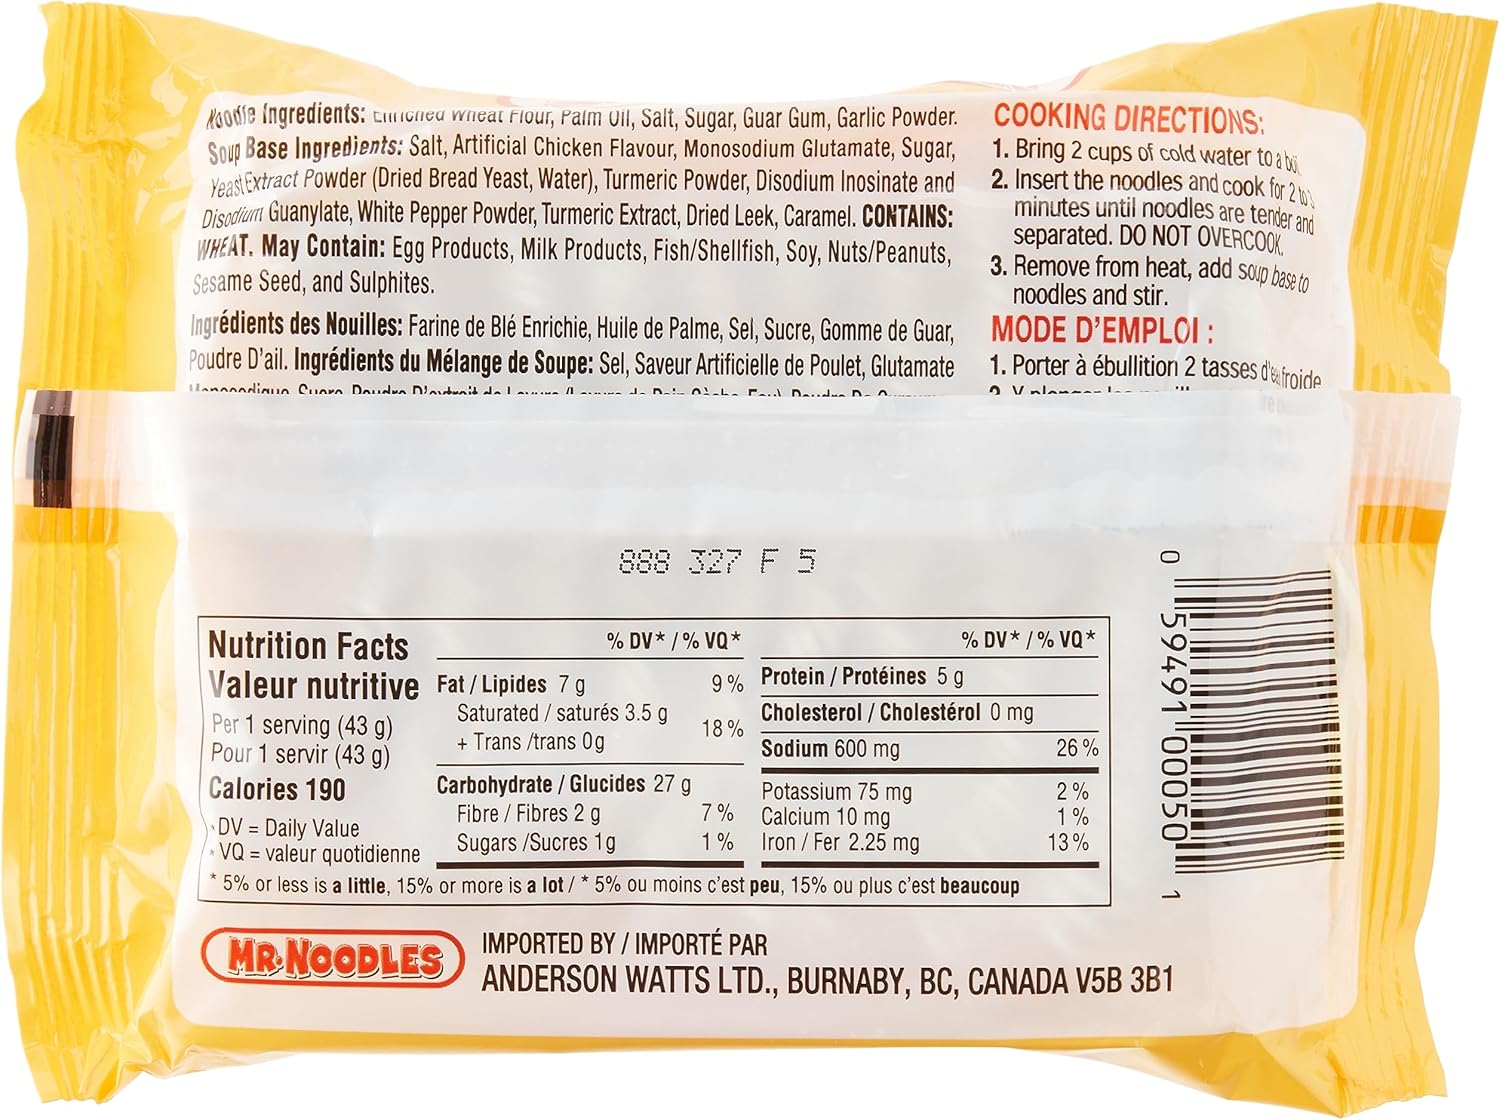 Noodle Ingredients: Enriched Wheat Flour, Palm Oil, Salt, Sugar, Guar Gum, Garlic Powder.
Soup Base Ingredients: Salt, Artificial Chicken Flavour, Monosodium Glutamate, Sugar,
Yeast Extract Powder (Dried Bread Yeast, Water), Turmeric Powder, Disodium Inosinate and
Disodium Guanylate, White Pepper Powder, Turmeric Extract, Dried Leek, Caramel. CONTAINS:
WHEAT. May Contain: Egg Products, Milk Products, Fish/Shellfish, Soy, Nuts/Peanuts,
Sesame Seed, and Sulphites.
Ingrédients des Nouilles: Farine de Blé Enrichie, Huile de Palme, Sel, Sucre, Gomme de Guar,
Poudre D'ail. Ingrédients du Mélange de Soupe: Sel, Saveur Artificielle de Poulet, Glutamate
COOKING DIRECTIONS:
1. Bring 2 cups of cold water to a
2. Insert the noodles and cook for 2 to 3
minutes until noodles are tender and
separated. DO NOT OVERCOOK.
3. Remove from heat, add soup base to
noodles and stir.
MODE D'EMPLOI :
1. Porter à ébullition 2 tasses d'eau froide
888 327 F 5
Nutrition Facts
Valeur nutritive
Per 1 serving (43 g)
Pour 1 servir (43 g)
Calories 190
* DV = Daily Value
* VQ = valeur quotidienne
% DV* / % VQ*
Fat / Lipides 7 g 9 %
Saturated / saturés 3.5 g
+ Trans /trans 0g
18 %
Carbohydrate / Glucides 27 g
Fibre / Fibres 2 g 7 %
Sugars /Sucres 1g 1 %
% DV* / % VQ*
Protein / Protéines 5 g
Cholesterol / Cholestérol 0 mg
Sodium 600 mg 26 %
Potassium 75 mg 2 %
Calcium 10 mg 1 %
Iron / Fer 2.25 mg 13 %
* 5% or less is a little, 15% or more is a lot / * 5% ou moins c'est peu, 15% ou plus c'est beaucoup
0 59491 00050 1
MR. NOODLES
IMPORTED BY / IMPORTÉ PAR
ANDERSON WATTS LTD., BURNABY, BC, CANADA V5B 3B1